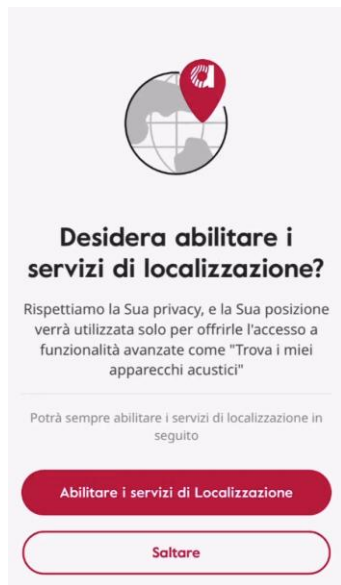 Desidera abilitare i
servizi di localizzazione?
Rispettiamo la Sua privacy, e la Sua posizione
verrà utilizzata solo per offrirle l'accesso a
funzionalità avanzate come "Trova i miei
apparecchi acustici"
Potrà sempre abilitare i servizi di localizzazione in
seguito
Abilitare i servizi di Localizzazione
Saltare